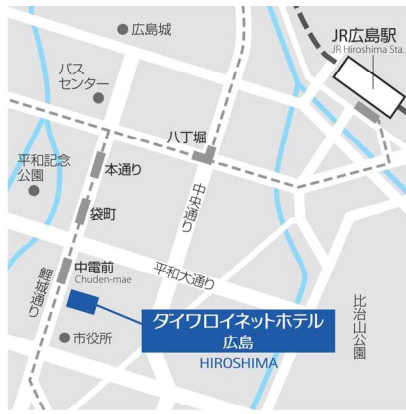 広島城
JR広島駅
JR Hiroshima Sta.
バス
センター
八丁堀
平和記念
公園
本通り
中央通り
袋町
鯉城通り
中電前
Chuden-mae
平和大通り
ダイワロイネットホテル
広島
HIROSHIMA
市役所
比治山公園